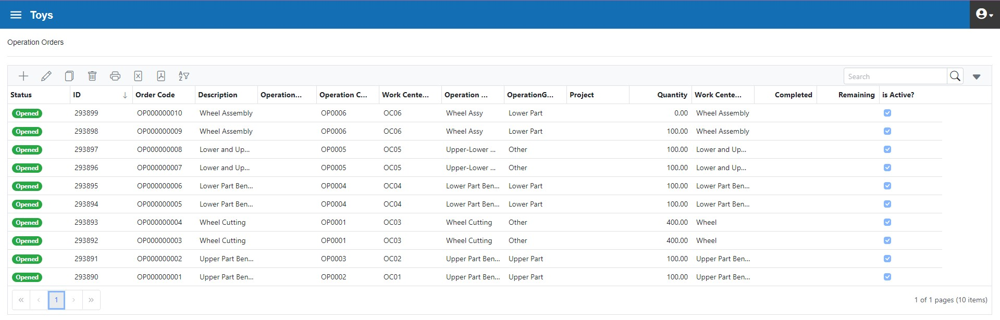 Toys
Operation Orders
Search
Status ID Order Code Description Operation... Operation C... Work Cente... Operation ... OperationG... Project Quantity Work Cente... Completed Remaining is Active?
Opened 293899 OP000000010 Wheel Assembly OP0006 OC06 Wheel Assy Lower Part 0.00 Wheel Assembly
Opened 293898 OP000000009 Wheel Assembly OP0006 OC06 Wheel Assy Lower Part 100.00 Wheel Assembly
Opened 293897 OP000000008 Lower and Up... OP0005 OC05 Upper-Lower ... Other 100.00 Lower and Up...
Opened 293896 OP000000007 Lower and Up... OP0005 OC05 Upper-Lower ... Other 100.00 Lower and Up...
Opened 293895 OP000000006 Lower Part Ben... OP0004 OC04 Lower Part Ben... Lower Part 100.00 Lower Part Ben...
Opened 293894 OP000000005 Lower Part Ben... OP0004 OC04 Lower Part Ben... Lower Part 100.00 Lower Part Ben...
Opened 293893 OP000000004 Wheel Cutting OP0001 OC03 Wheel Cutting Other 400.00 Wheel
Opened 293892 OP000000003 Wheel Cutting OP0001 OC03 Wheel Cutting Other 400.00 Wheel
Opened 293891 OP000000002 Upper Part Ben... OP0003 OC02 Upper Part Ben... Upper Part 100.00 Upper Part Ben...
Opened 293890 OP000000001 Upper Part Ben... OP0002 OC01 Upper Part Ben... Upper Part 100.00 Upper Part Ben...
« ‹ 1 › » 1 of 1 pages (10 items)